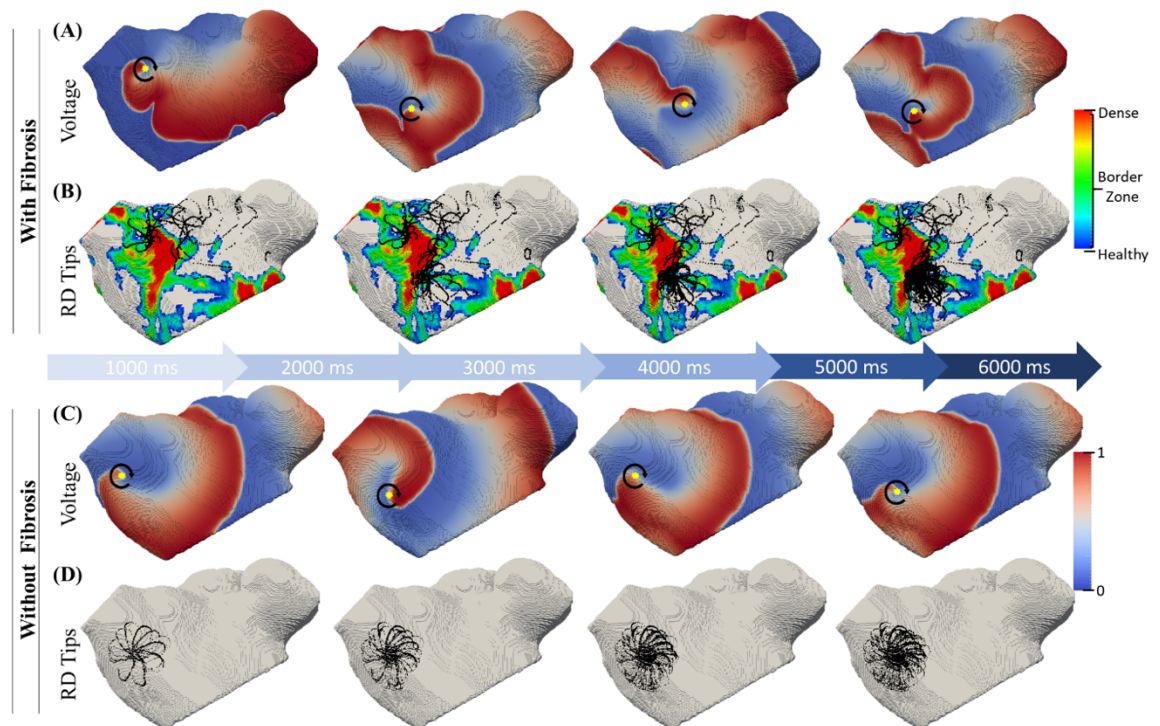 (A)
With Fibrosis
Voltage
(B)
RD Tips
Dense
Border
Zone
Healthy
1000 ms
2000 ms
3000 ms
4000 ms
5000 ms
6000 ms
(C)
Without Fibrosis
Voltage
1
0
(D)
RD Tips